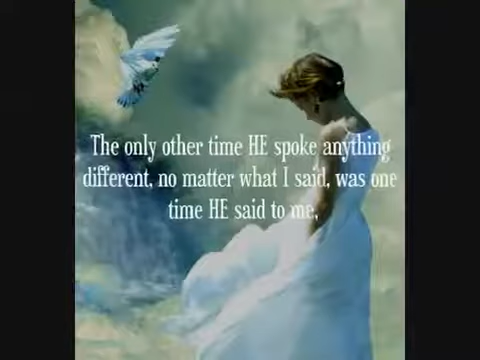 The only other time HE spoke anything
different, no matter what I said, was one
time HE said to me,